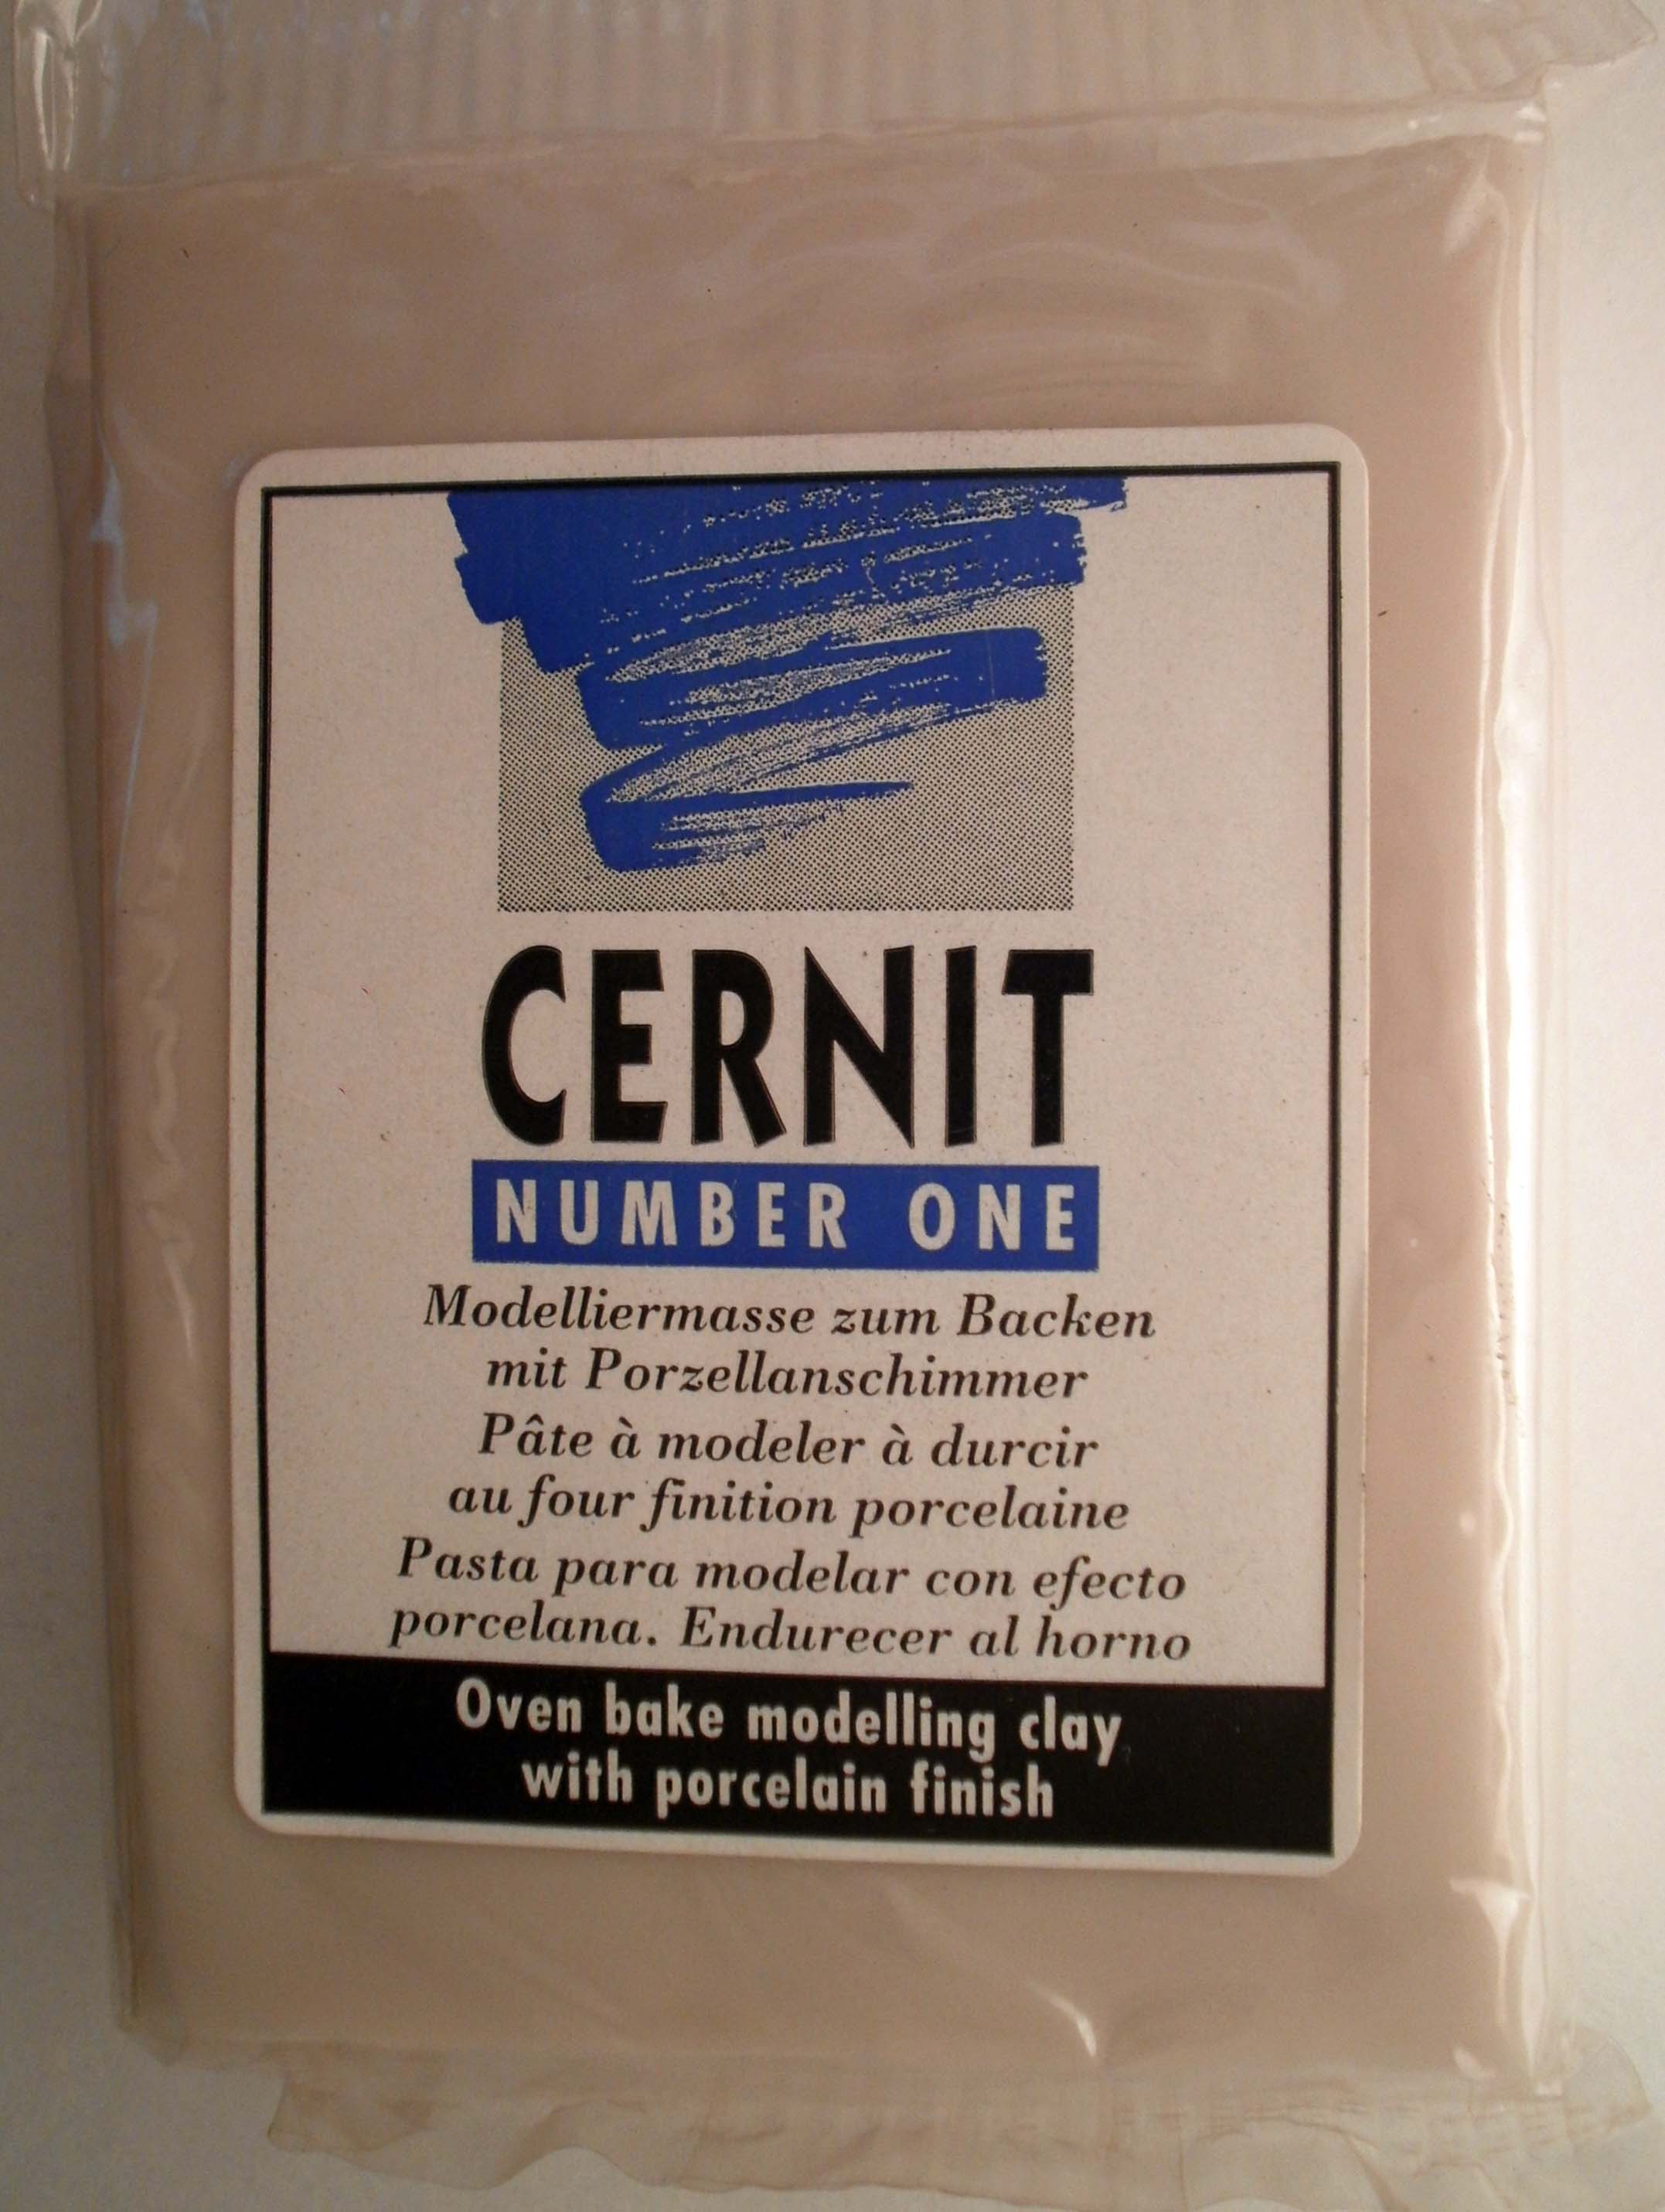 CERNIT
NUMBER ONE
Modelliermasse zum Backen
mit Porzellanschimmer
Pâte à modeler à durcir
au four finition porcelaine
Pasta para modelar con efecto
porcelana. Endurecer al horno
Oven bake modelling clay
with porcelain finish